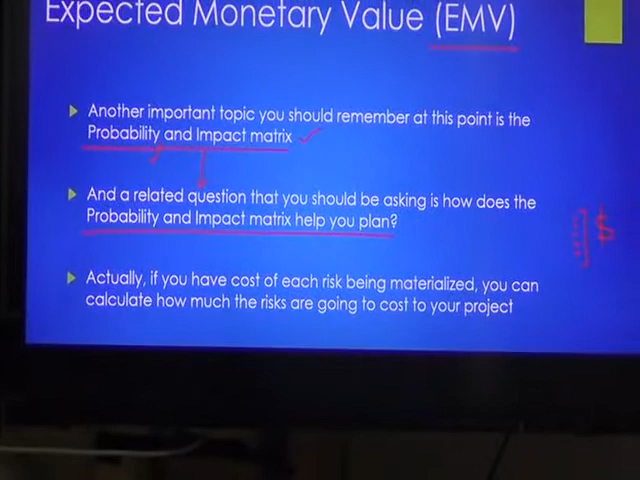 Expected Monetary Value (EMV)
Another important topic you should remember at this point is the
Probability and Impact matrix
And a related question that you should be asking is how does the
Probability and Impact matrix help you plan?
Actually, if you have cost of each risk being materialized, you can
calculate how much the risks are going to cost to your project
$